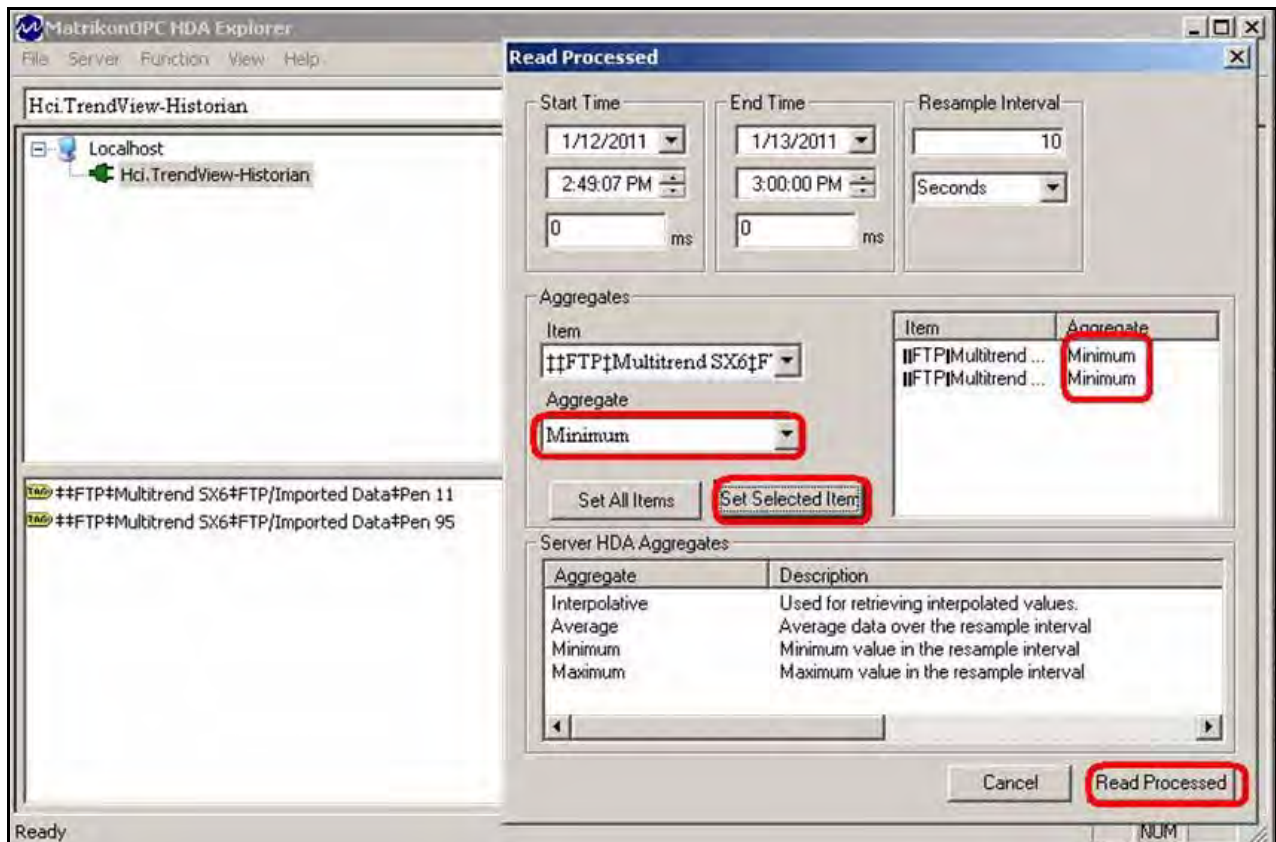 MatrikonOPC HDA Explorer
File Server Function View Help
Hci.TrendView-Historian
Localhost
Hci.TrendView-Historian
TAG ‡‡FTP‡Multitrend SX6‡FTP/Imported Data‡Pen 11
TAG ‡‡FTP‡Multitrend SX6‡FTP/Imported Data‡Pen 95
Ready
NUM
Read Processed
Start Time
End Time
Resample Interval
1/12/2011
1/13/2011
10
2:49:07 PM
3:00:00 PM
Seconds
0 ms
0 ms
Aggregates
Item
‡‡FTP‡Multitrend SX6‡F
Aggregate
Minimum
Set All Items
Set Selected Item
Item Aggregate
||FTP|Multitrend ... Minimum
||FTP|Multitrend ... Minimum
Server HDA Aggregates
Aggregate Description
Interpolative Used for retrieving interpolated values.
Average Average data over the resample interval
Minimum Minimum value in the resample interval
Maximum Maximum value in the resample interval
Cancel
Read Processed